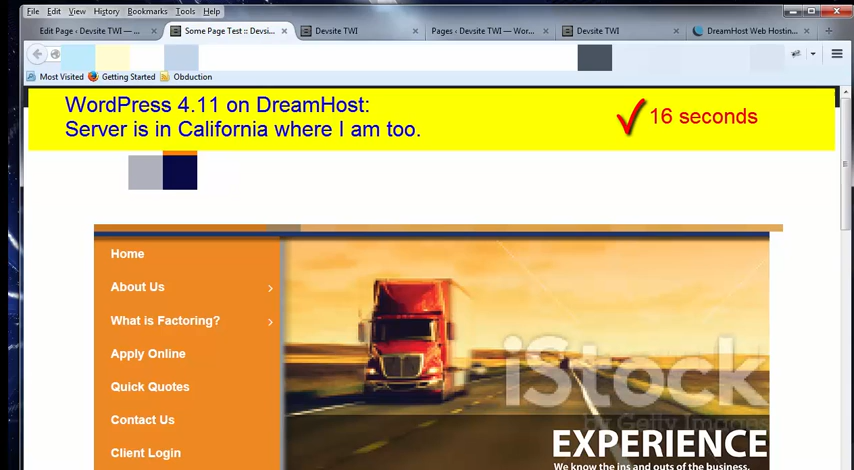 File Edit View History Bookmarks Tools Help
Edit Page ‹ Devsite TWI — ... Some Page Test :: Devsi... Devsite TWI Pages ‹ Devsite TWI — Wor... Devsite TWI DreamHost Web Hostin...
Most Visited Getting Started Obduction
WordPress 4.11 on DreamHost:
Server is in California where I am too.
16 seconds
Home
About Us
What is Factoring?
Apply Online
Quick Quotes
Contact Us
Client Login
iStock
by Getty Images
EXPERIENCE
We know the ins and outs of the business.